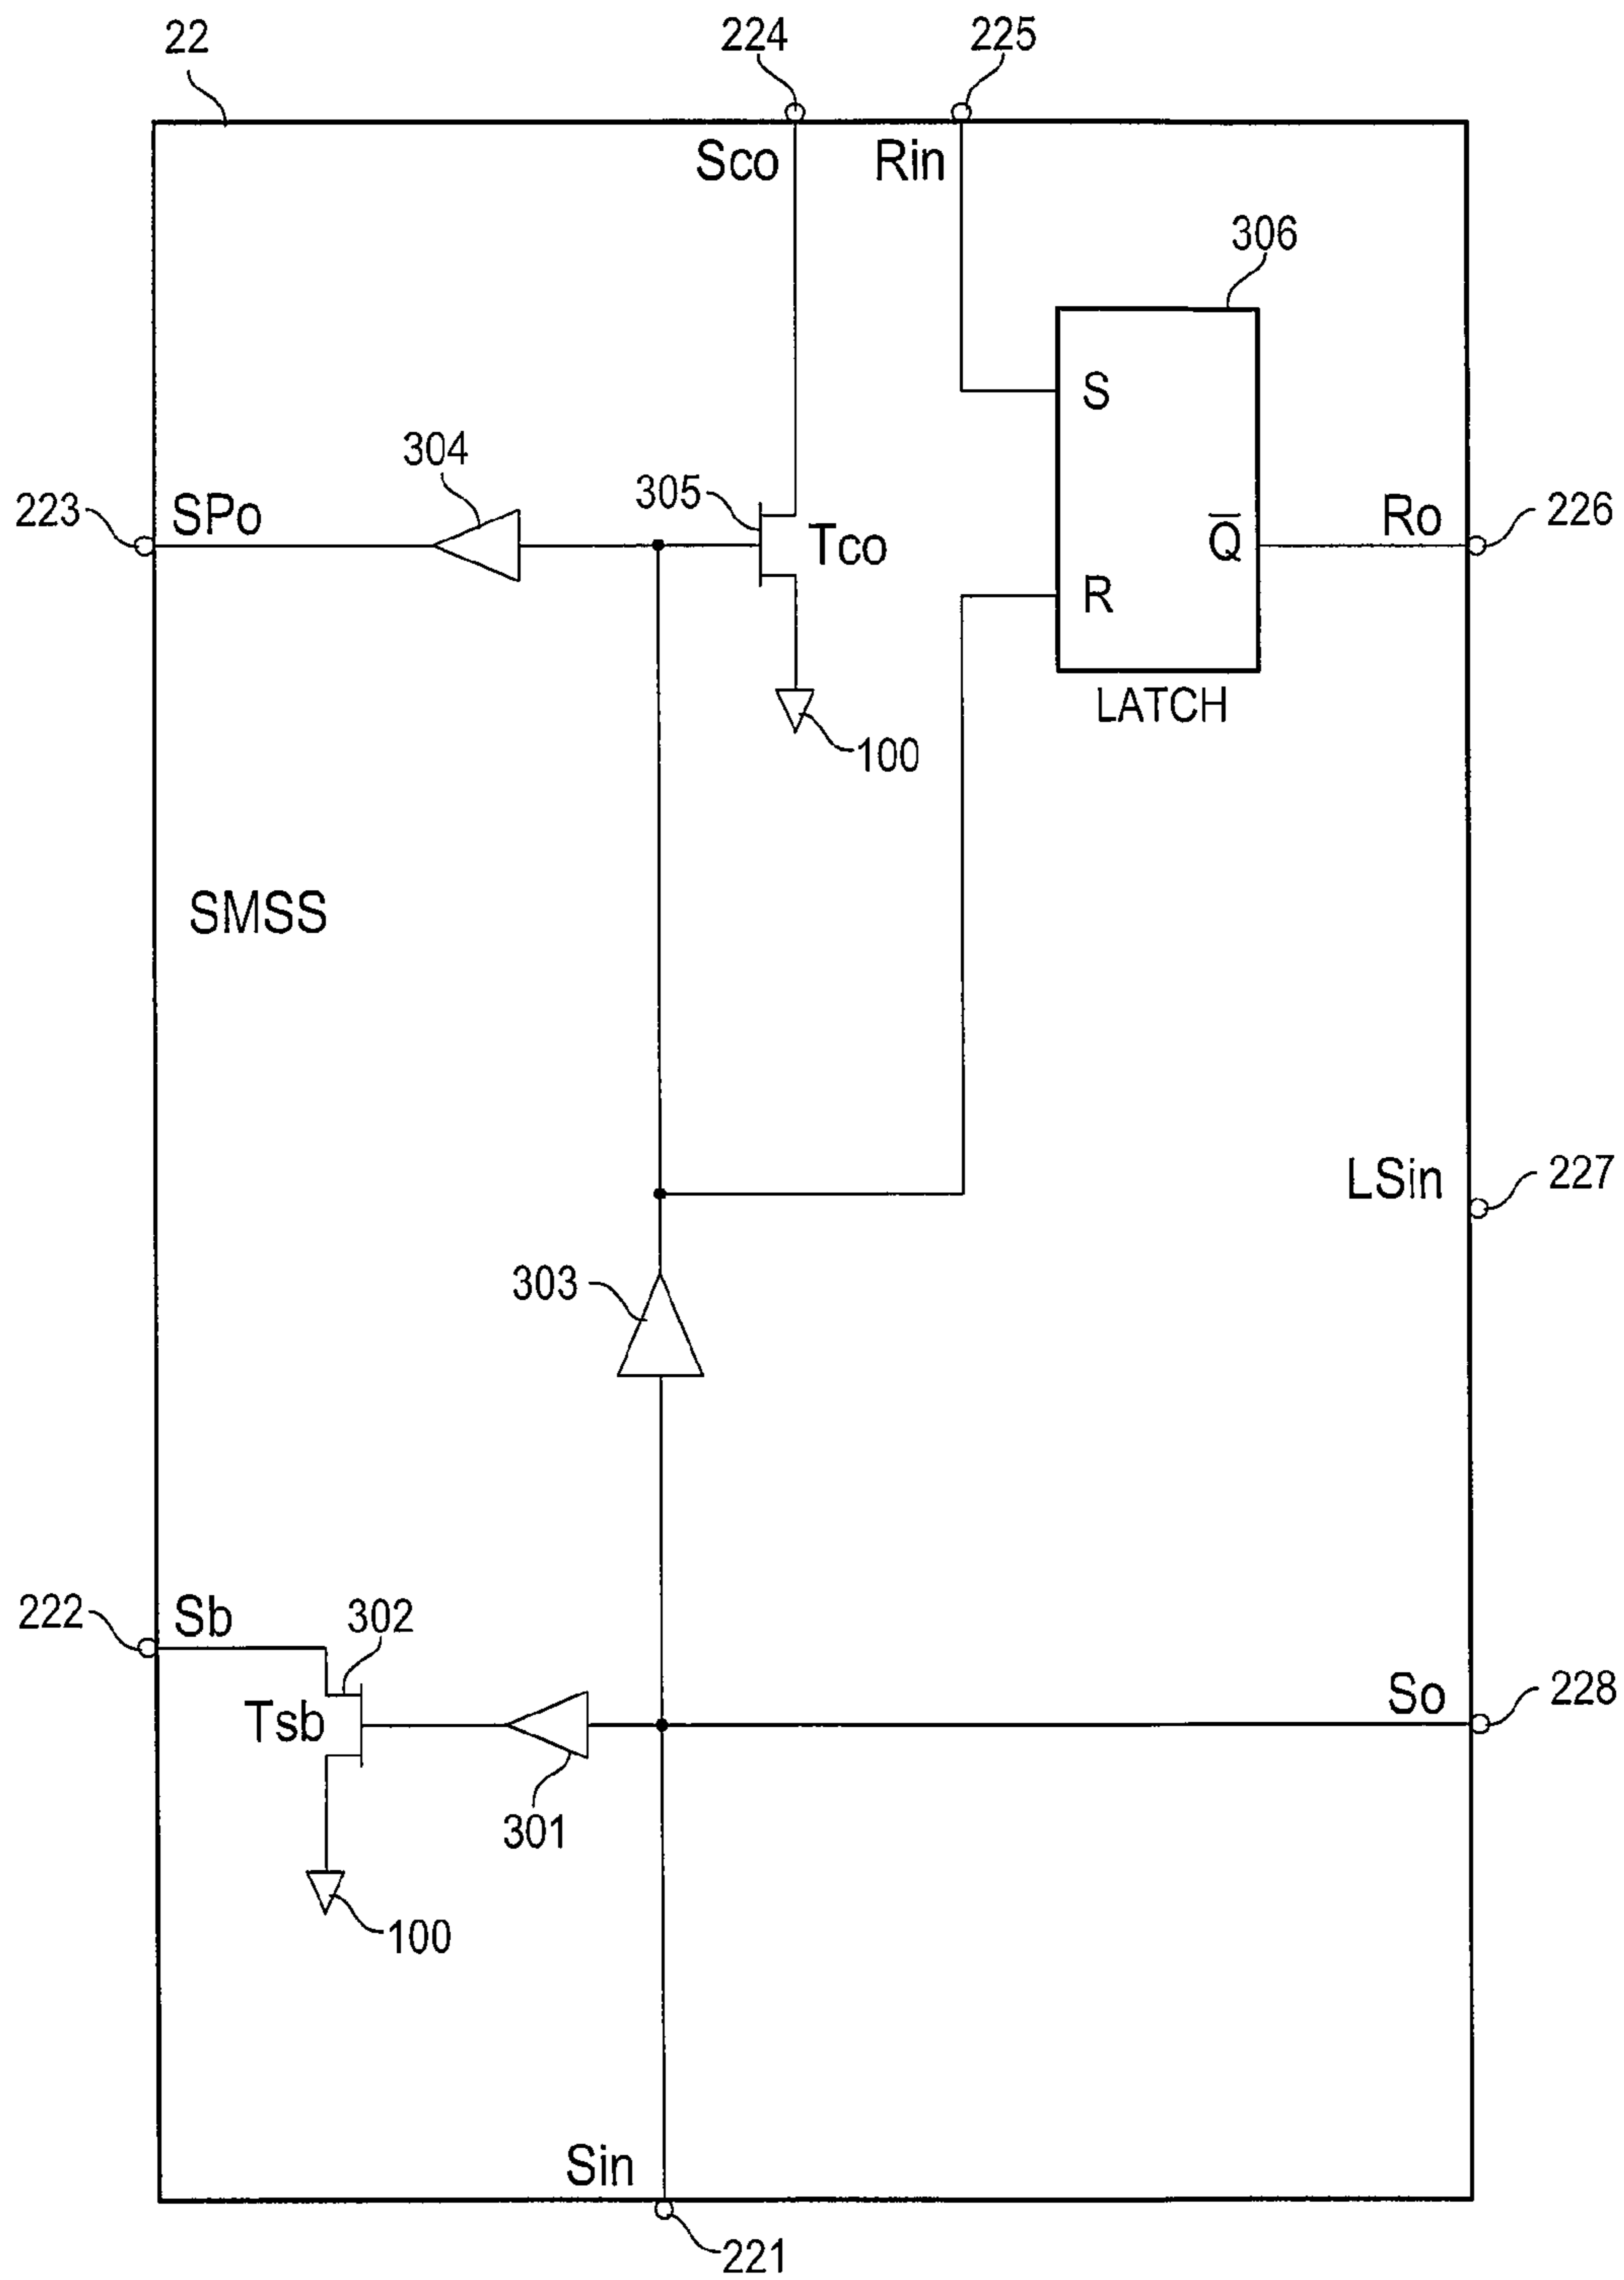 22
224
225
Sco
Rin
306
S
304
305
223
SPo
Tco
Q̅
Ro
226
R
LATCH
100
SMSS
LSin
227
303
222
Sb
302
So
228
Tsb
301
100
Sin
221